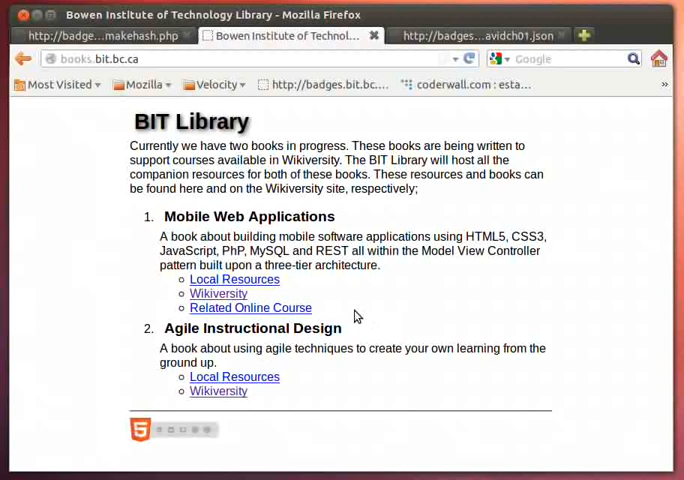 Bowen Institute of Technology Library - Mozilla Firefox
http://badge...makehash.php
Bowen Institute of Technol...
http://badges....avidch01.json
books.bit.bc.ca
Google
Most Visited
Mozilla
Velocity
http://badges.bit.bc....
coderwall.com : esta...
»
BIT Library
Currently we have two books in progress. These books are being written to
support courses available in Wikiversity. The BIT Library will host all the
companion resources for both of these books. These resources and books can
be found here and on the Wikiversity site, respectively;
1. Mobile Web Applications
A book about building mobile software applications using HTML5, CSS3,
JavaScript, PhP, MySQL and REST all within the Model View Controller
pattern built upon a three-tier architecture.
Local Resources
Wikiversity
Related Online Course
2. Agile Instructional Design
A book about using agile techniques to create your own learning from the
ground up.
Local Resources
Wikiversity
5